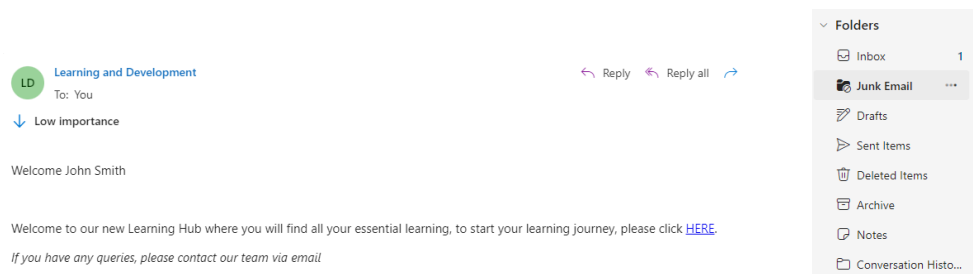 LD
Learning and Development
To: You
Reply
Reply all
Low importance
Welcome John Smith
Welcome to our new Learning Hub where you will find all your essential learning, to start your learning journey, please click HERE.
If you have any queries, please contact our team via email
Folders
Inbox 1
Junk Email
Drafts
Sent Items
Deleted Items
Archive
Notes
Conversation Histo...